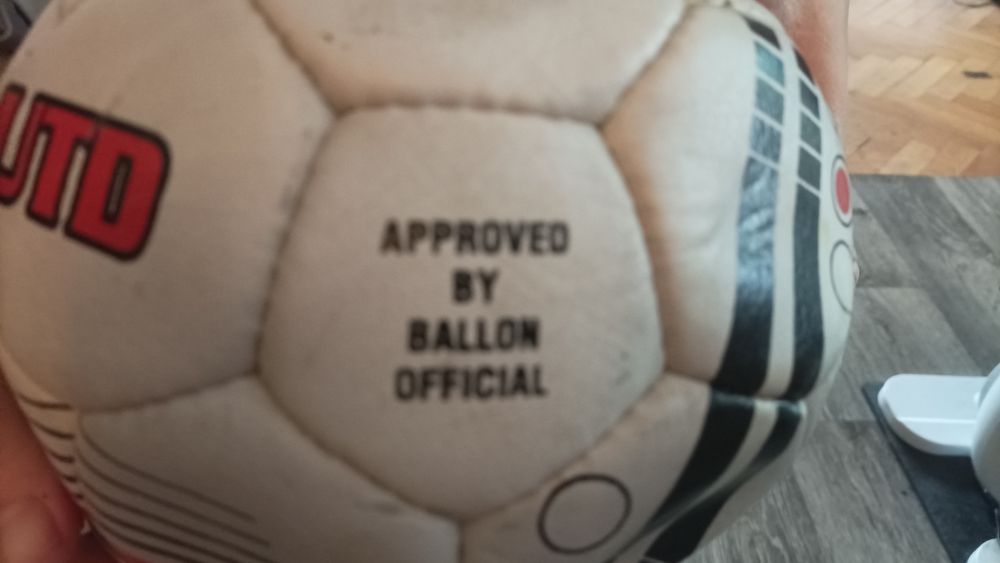 UTD
APPROVED
BY
BALLON
OFFICIAL